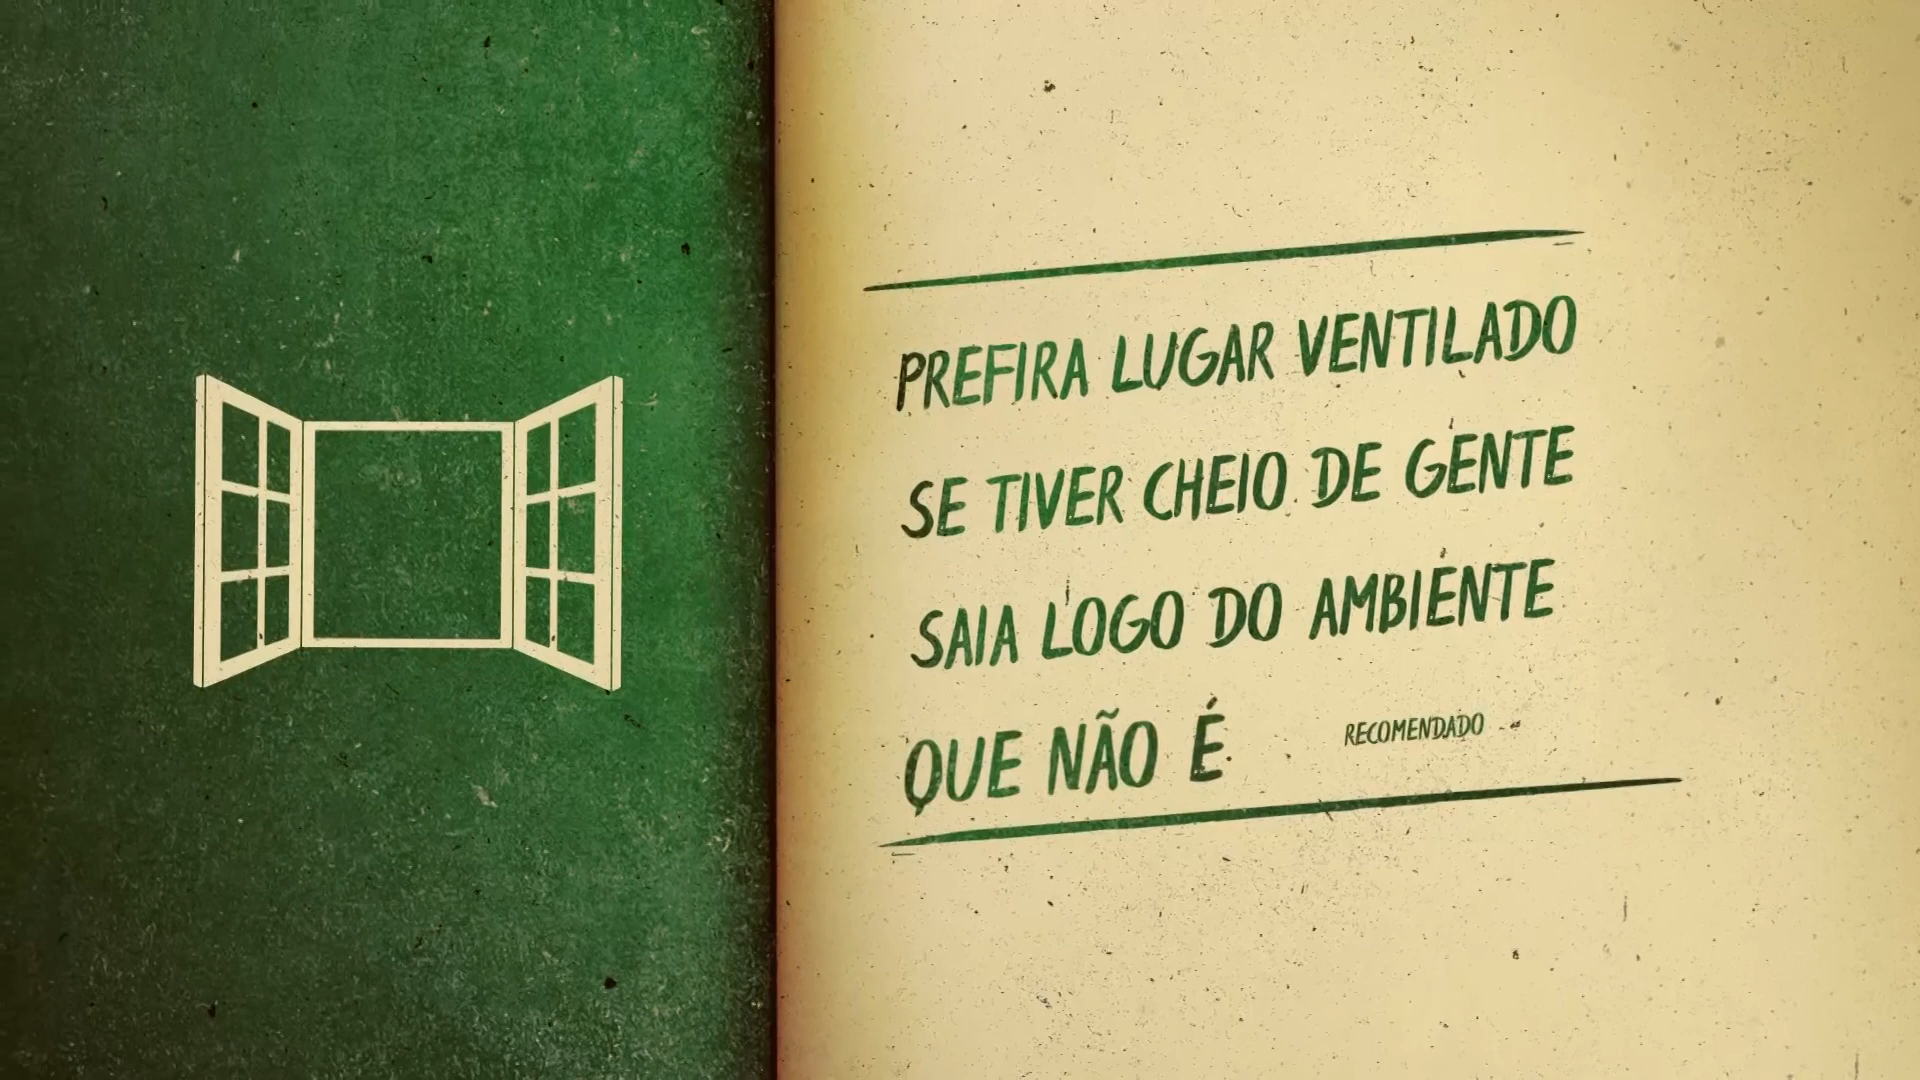 PREFIRA LUGAR VENTILADO
SE TIVER CHEIO DE GENTE
SAIA LOGO DO AMBIENTE
QUE NÃO É RECOMENDADO